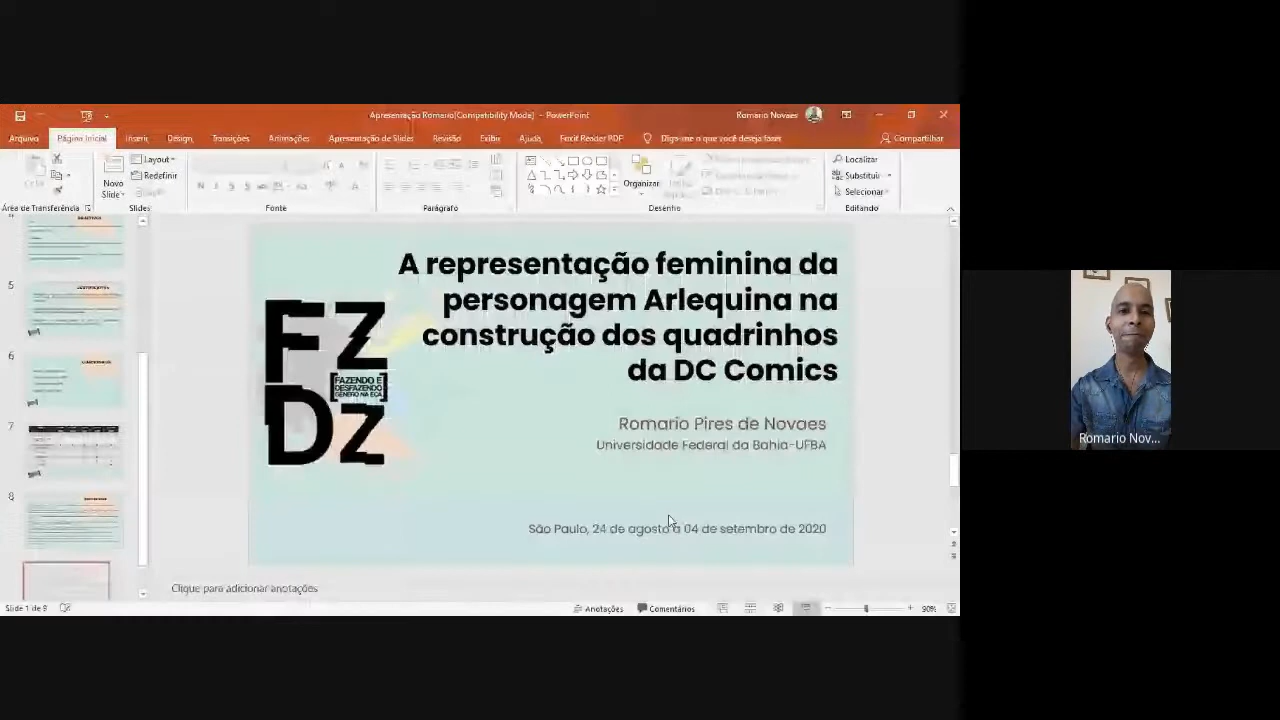 Apresentação Romario[Compatibility Mode] - PowerPoint
Romario Novaes
Arquivo Página Inicial Inserir Design Transições Animações Apresentação de Slides Revisão Exibir Ajuda Foxit Reader PDF Diga-me o que você deseja fazer Compartilhar
Layout
Redefinir
Novo
Slide
Organizar
Localizar
Substituir
Selecionar
Área de Transferência Slides Fonte Parágrafo Desenho Editando
5
6
7
8
A representação feminina da
personagem Arlequina na
construção dos quadrinhos
da DC Comics
FZ
FAZENDO E
DESFAZENDO
GÊNERO NA ECA
DZ
Romario Pires de Novaes
Universidade Federal da Bahia-UFBA
São Paulo, 24 de agosto a 04 de setembro de 2020
Clique para adicionar anotações
Slide 1 de 9 Anotações Comentários 90%
Romario Nov...